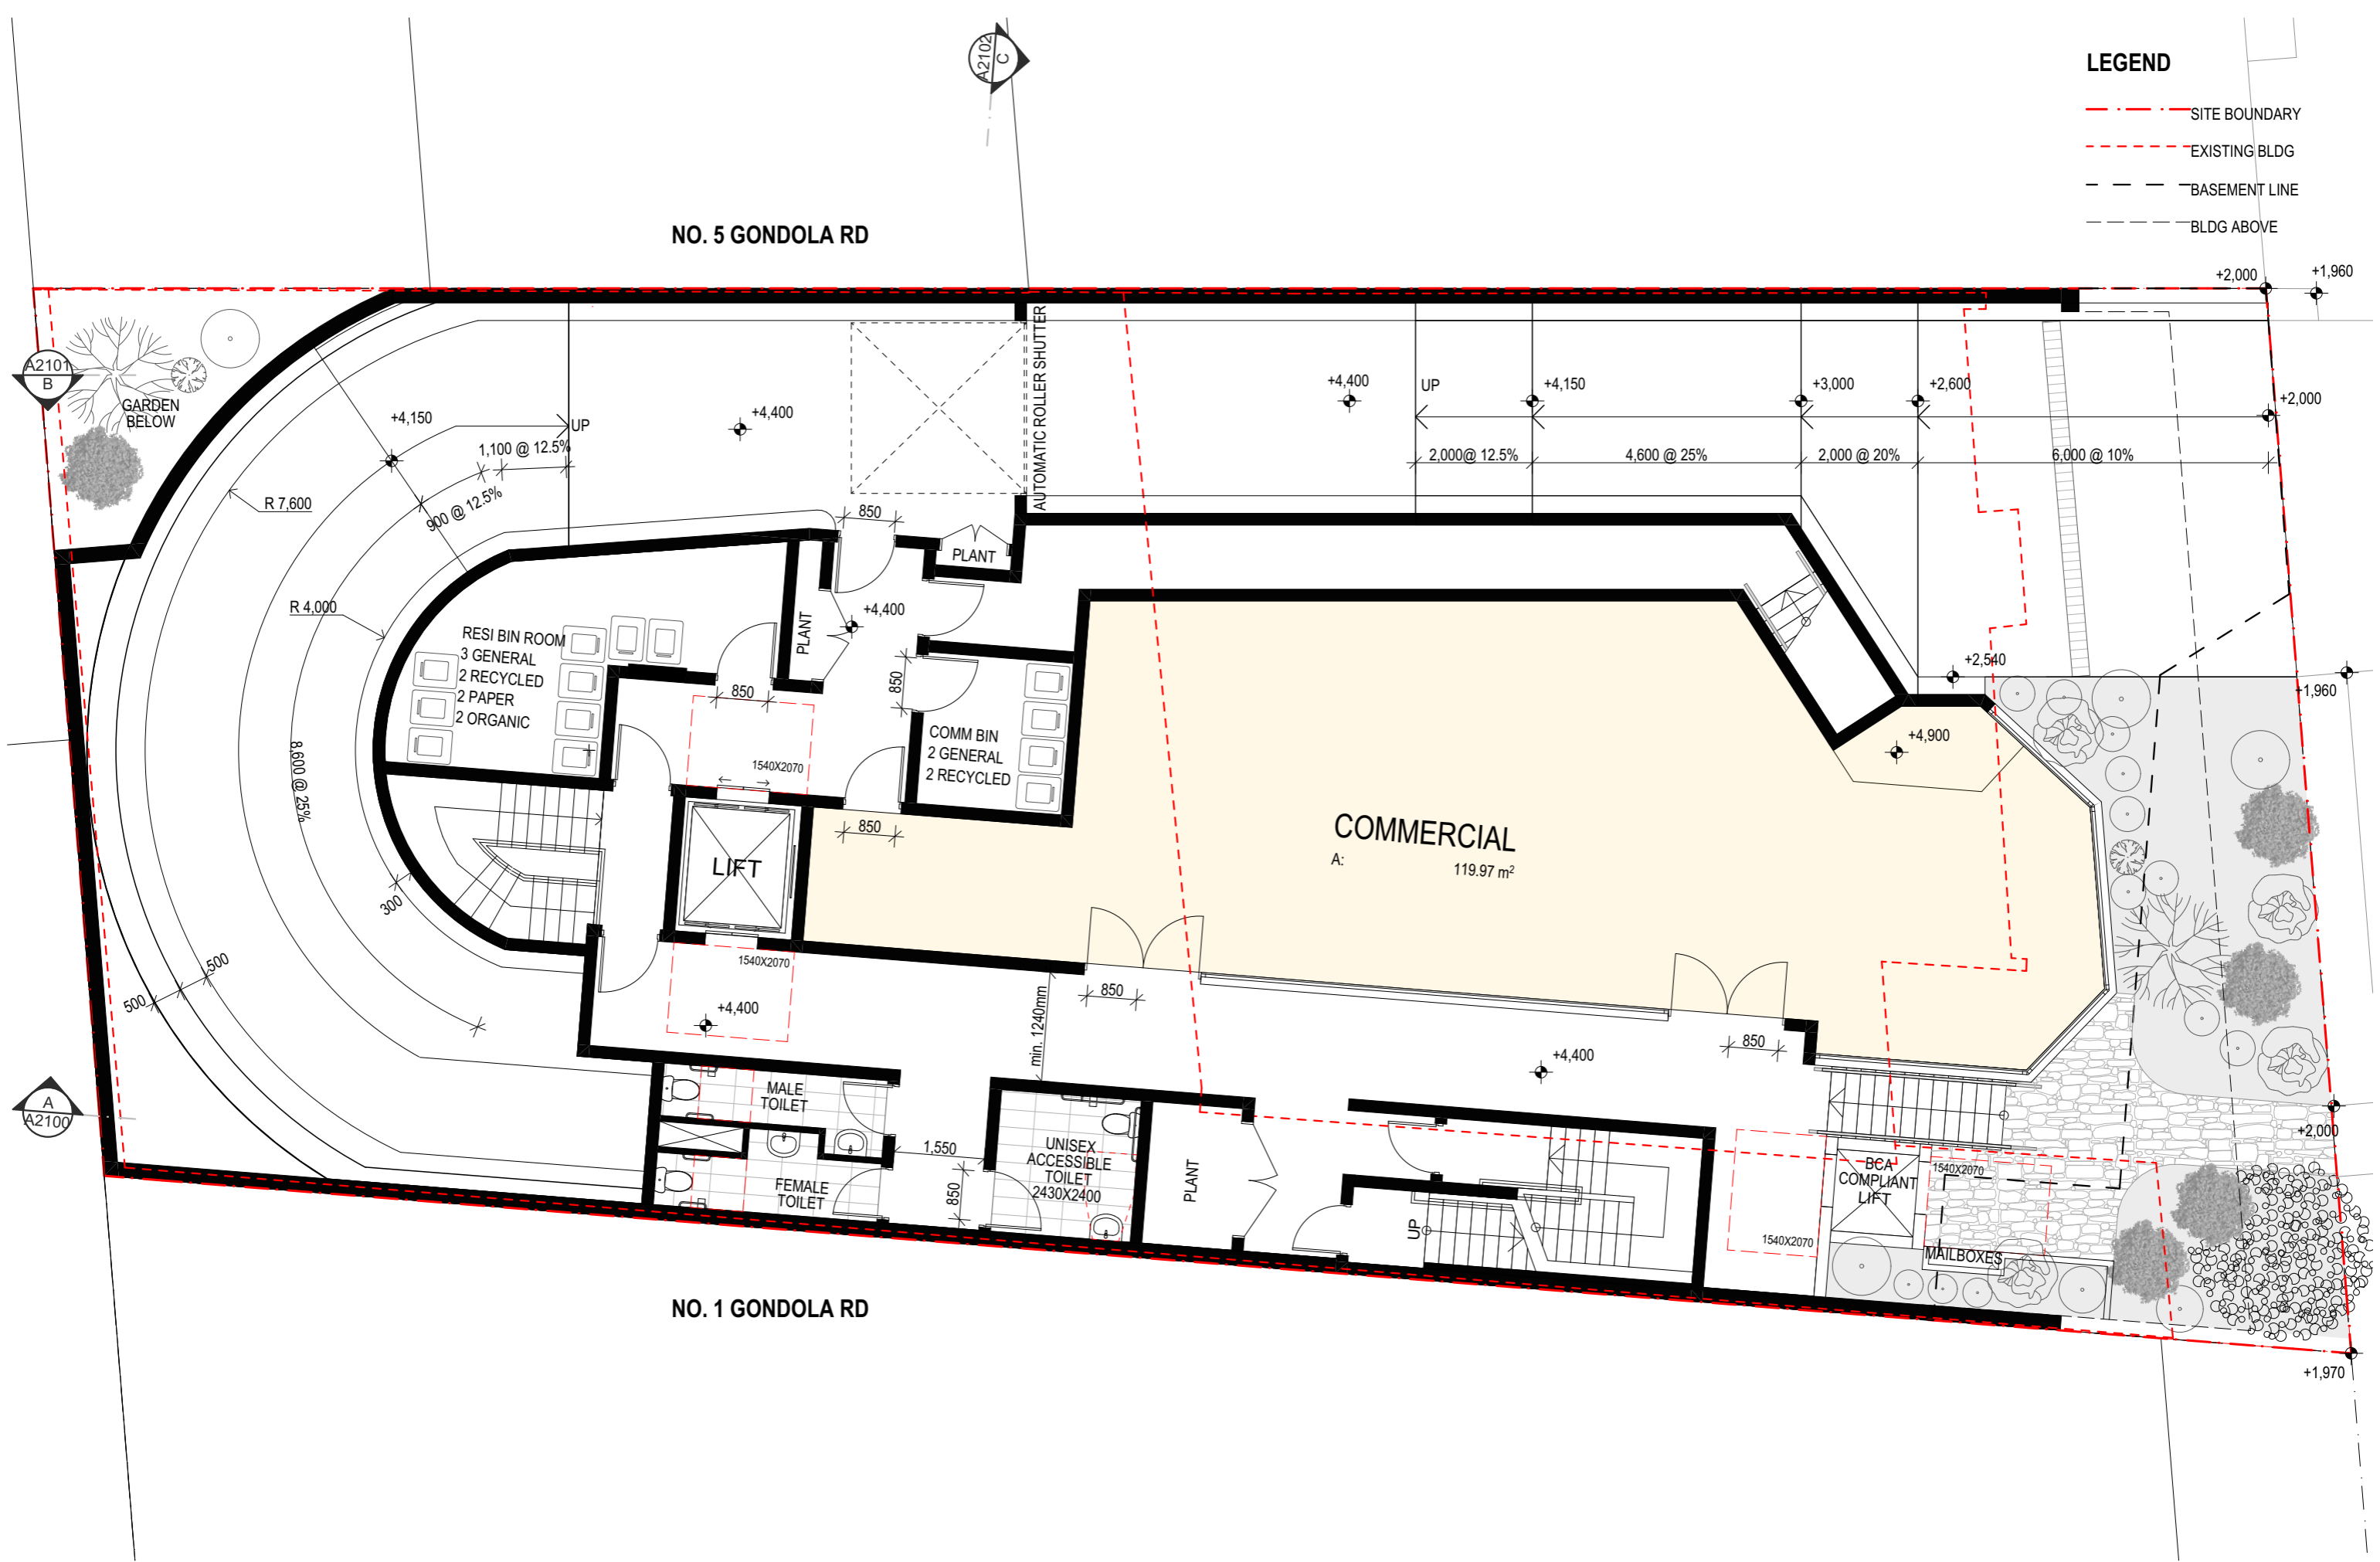 A2102
C
LEGEND
SITE BOUNDARY
EXISTING BLDG
BASEMENT LINE
BLDG ABOVE
NO. 5 GONDOLA RD
+2,000
+1,960
A2101
B
GARDEN
BELOW
+4,150
UP
1,100 @ 12.5%
900 @ 12.5%
+4,400
AUTOMATIC ROLLER SHUTTER
+4,400
UP
+4,150
+3,000
+2,600
+2,000
2,000@ 12.5%
4,600 @ 25%
2,000 @ 20%
6,000 @ 10%
R 7,600
R 4,000
8,600 @ 25%
850
PLANT
PLANT
+4,400
RESI BIN ROOM
3 GENERAL
2 RECYCLED
2 PAPER
2 ORGANIC
850
850
1540X2070
COMM BIN
2 GENERAL
2 RECYCLED
+2,540
+1,960
+4,900
850
LIFT
COMMERCIAL
A:
119.97 m²
300
500
500
1540X2070
+4,400
min. 1240mm
850
850
+4,400
A
A2100
MALE
TOILET
FEMALE
TOILET
1,550
850
UNISEX
ACCESSIBLE
TOILET
2430X2400
PLANT
UP
BCA
COMPLIANT
LIFT
1540X2070
1540X2070
MAILBOXES
+2,000
+1,970
NO. 1 GONDOLA RD